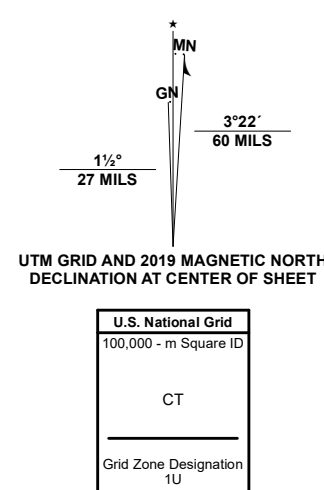 MN
GN
3°22´
60 MILS
1½°
27 MILS
UTM GRID AND 2019 MAGNETIC NORTH
DECLINATION AT CENTER OF SHEET
U.S. National Grid
100,000 - m Square ID
CT
Grid Zone Designation
1U